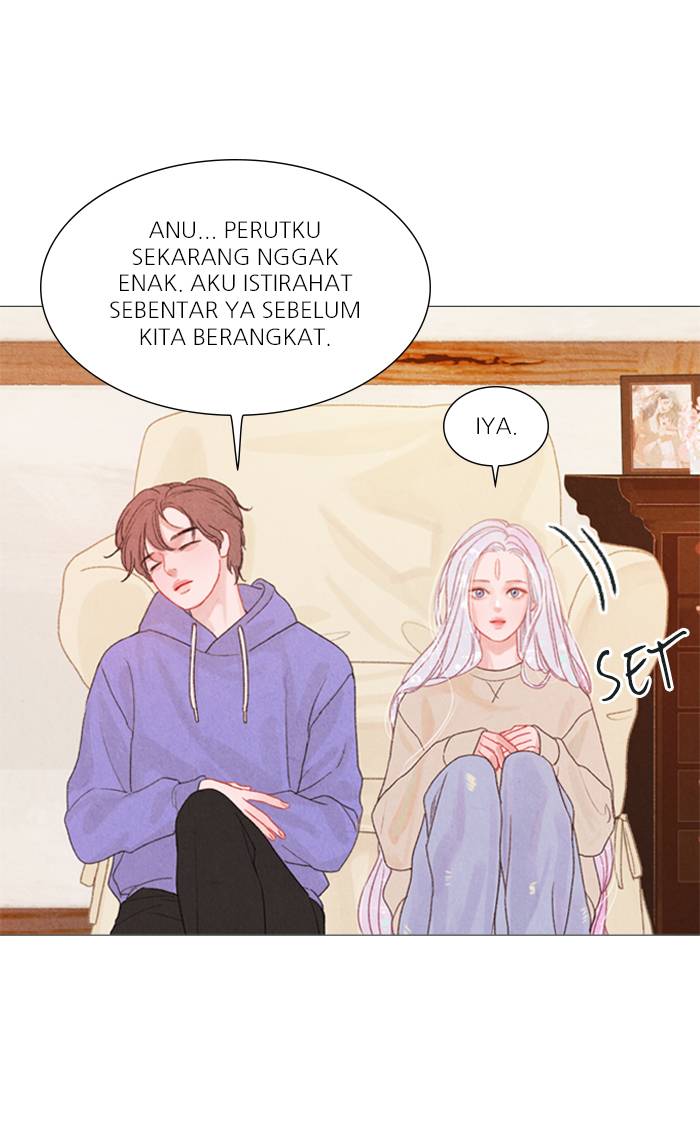 ANU... PERUTKU
SEKARANG NGGAK
ENAK. AKU ISTIRAHAT
SEBENTAR YA SEBELUM
KITA BERANGKAT.
IYA.
SET